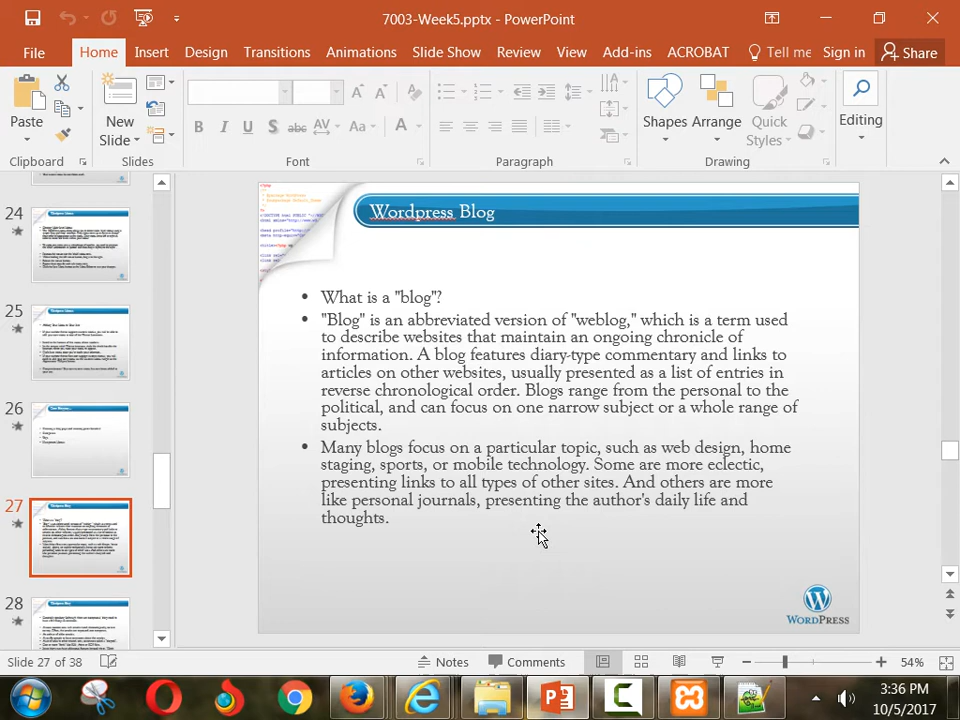 7003-Week5.pptx - PowerPoint
File Home Insert Design Transitions Animations Slide Show Review View Add-ins ACROBAT Tell me Sign in Share
Paste
New Slide
Shapes Arrange Quick Styles
Editing
Clipboard Slides Font Paragraph Drawing
24
25
26
27
28
Wordpress Blog
• What is a "blog"?
• "Blog" is an abbreviated version of "weblog," which is a term used
to describe websites that maintain an ongoing chronicle of
information. A blog features diary-type commentary and links to
articles on other websites, usually presented as a list of entries in
reverse chronological order. Blogs range from the personal to the
political, and can focus on one narrow subject or a whole range of
subjects.
• Many blogs focus on a particular topic, such as web design, home
staging, sports, or mobile technology. Some are more eclectic,
presenting links to all types of other sites. And others are more
like personal journals, presenting the author's daily life and
thoughts.
WORDPRESS
Slide 27 of 38 Notes Comments 54%
3:36 PM
10/5/2017